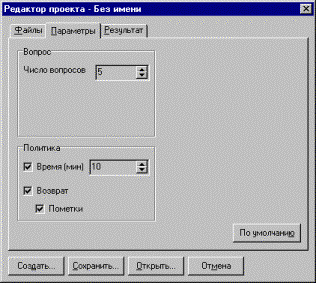 Редактор проекта - Без имени
Файлы Параметры Результат
Вопрос
Число вопросов 5
Политика
Время (мин) 10
Возврат
Пометки
По умолчанию
Создать... Сохранить... Открыть... Отмена